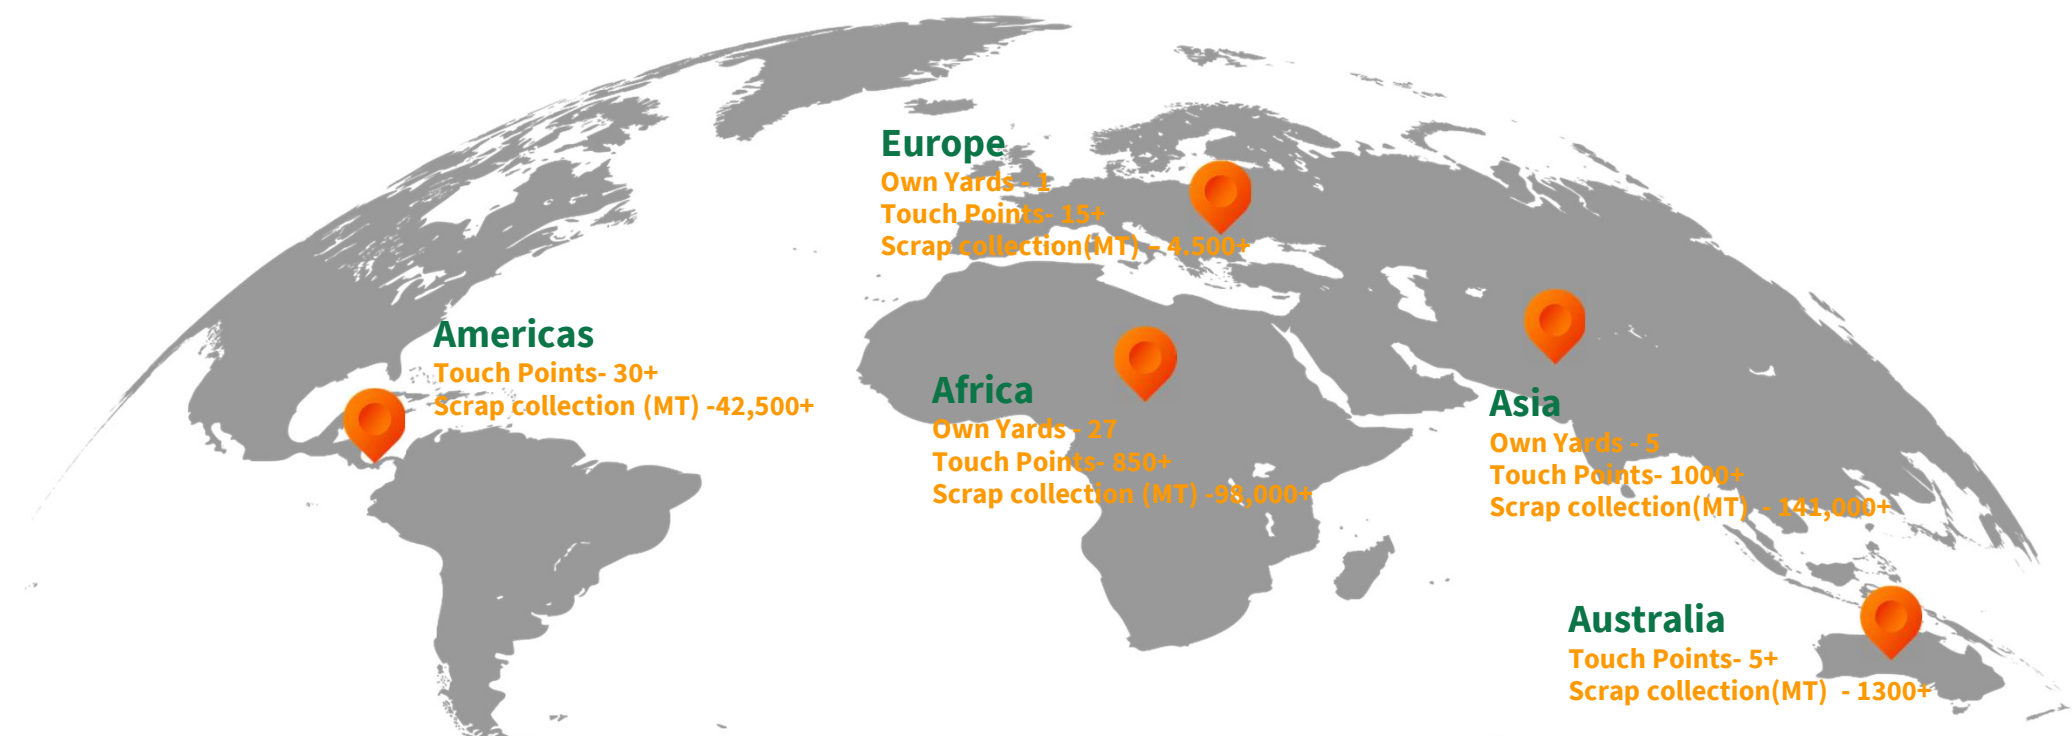 Europe
Own Yards - 1
Touch Points- 15+
Scrap collection(MT) – 4.500+
Americas
Touch Points- 30+
Scrap collection (MT) -42,500+
Africa
Own Yards - 27
Touch Points- 850+
Scrap collection (MT) -98,000+
Asia
Own Yards - 5
Touch Points- 1000+
Scrap collection(MT)  - 141,000+
Australia
Touch Points- 5+
Scrap collection(MT)  - 1300+